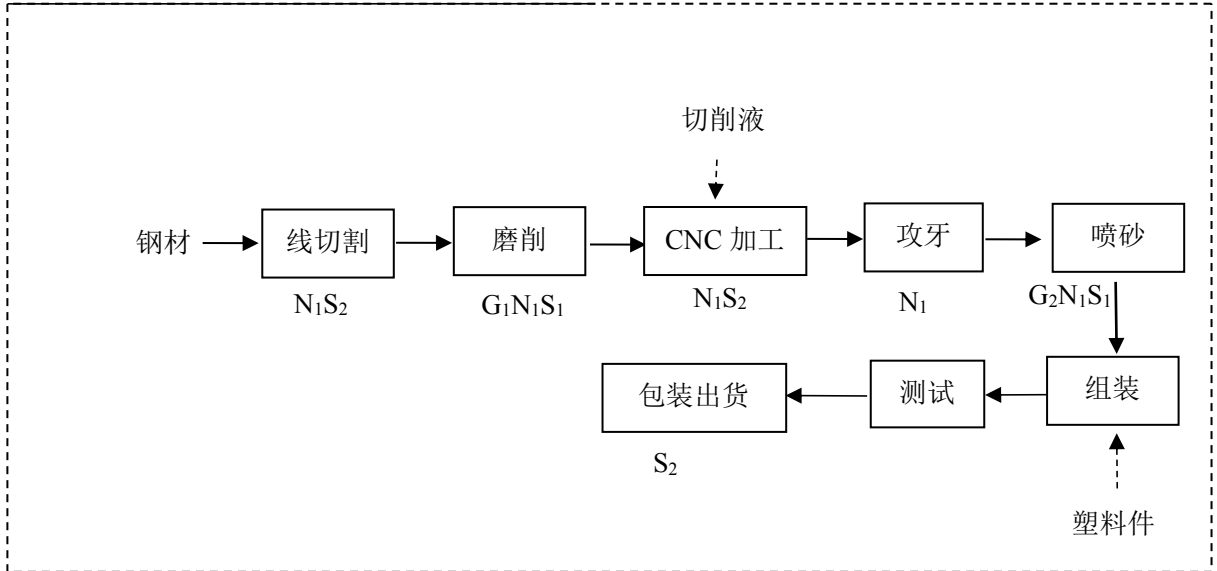 切削液
钢材 线切割 磨削 CNC 加工 攻牙 喷砂
N₁S₂ G₁N₁S₁ N₁S₂ N₁ G₂N₁S₁
包装出货 测试 组装
S₂
塑料件